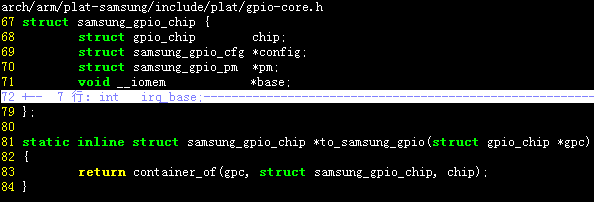 arch/arm/plat-samsung/include/plat/gpio-core.h
67 struct samsung_gpio_chip {
68         struct gpio_chip        chip;
69         struct samsung_gpio_cfg *config;
70         struct samsung_gpio_pm  *pm;
71         void __iomem            *base;
72 +--  7 行: int   irq_base;-----------------------------------------------------
79 };
80
81 static inline struct samsung_gpio_chip *to_samsung_gpio(struct gpio_chip *gpc)
82 {
83         return container_of(gpc, struct samsung_gpio_chip, chip);
84 }